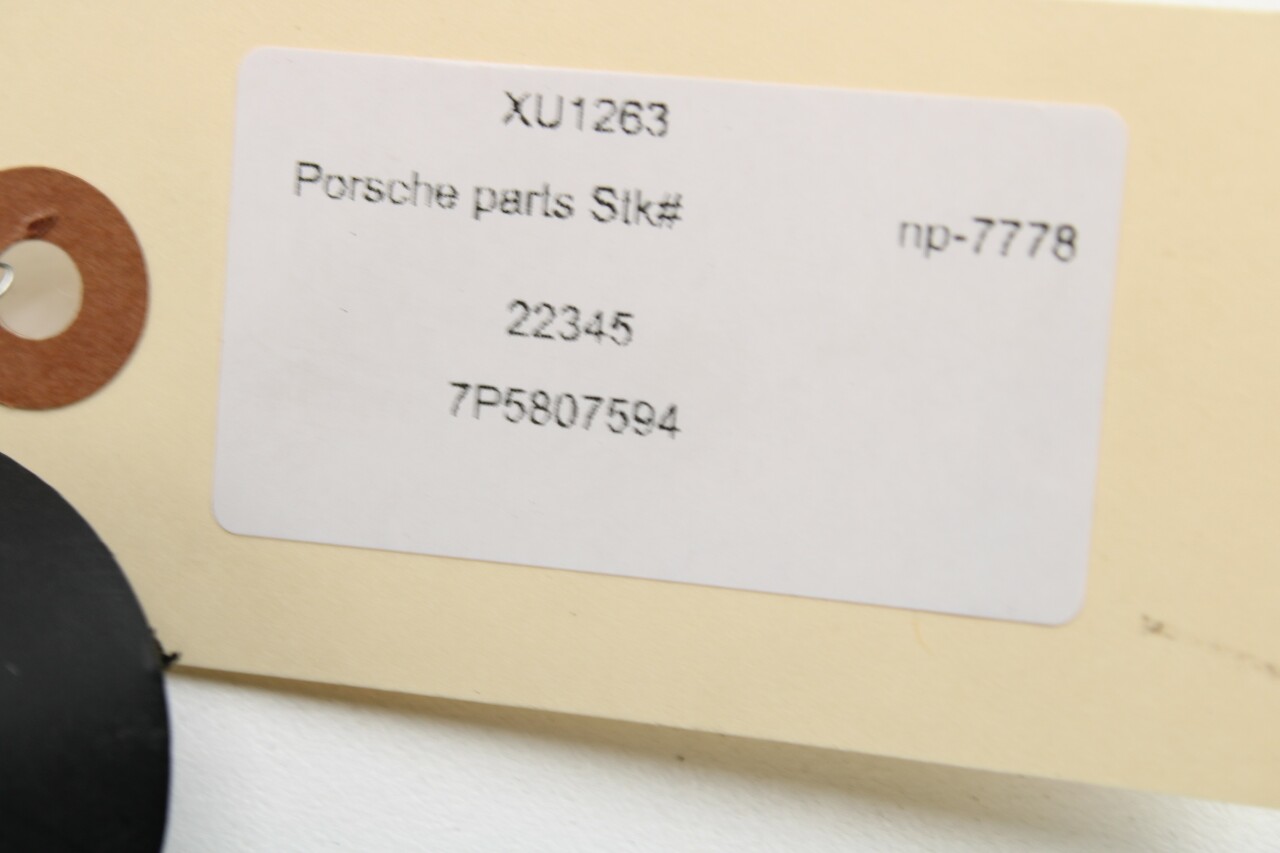 XU1263
Porsche parts Stk# np-7778
22345
7P5807594